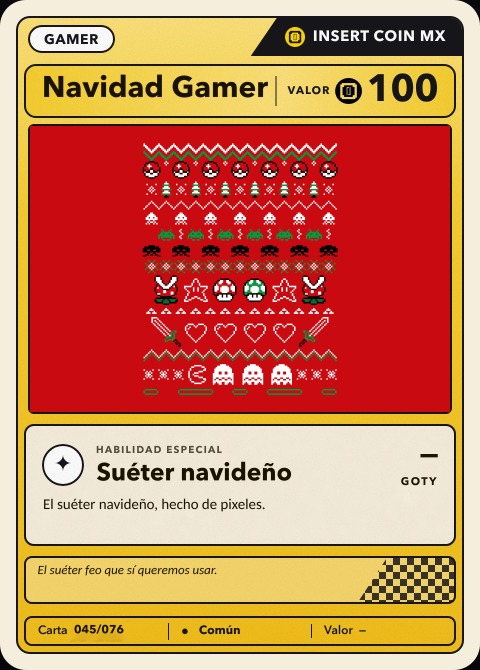 GAMER
INSERT COIN MX
Navidad Gamer
VALOR 100
HABILIDAD ESPECIAL
Suéter navideño
—
GOTY
El suéter navideño, hecho de pixeles.
El suéter feo que sí queremos usar.
Carta 045/076 • Común Valor —